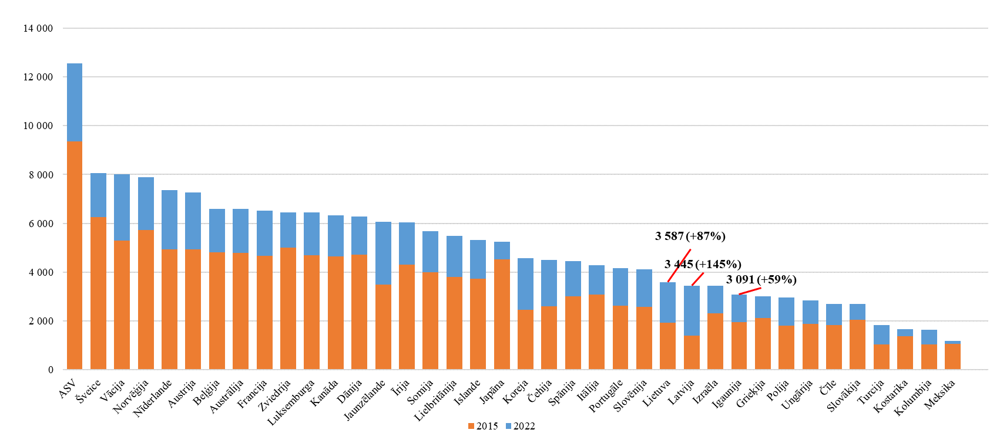 14 000
12 000
10 000
8 000
6 000
4 000
2 000
0
3 587 (+87%)
3 445 (+145%)
3 091 (+59%)
ASV
Šveice
Vācija
Norvēģija
Nīderlande
Austrija
Beļģija
Austrālija
Francija
Zviedrija
Luksemburga
Kanāda
Dānija
Jaunzēlande
Īrija
Somija
Lielbritānija
Islande
Japāna
Koreja
Čehija
Spānija
Itālija
Portugāle
Slovēnija
Lietuva
Latvija
Izraēla
Igaunija
Grieķija
Polija
Ungārija
Čīle
Slovākija
Turcija
Kostarika
Kolumbija
Meksika
2015 2022